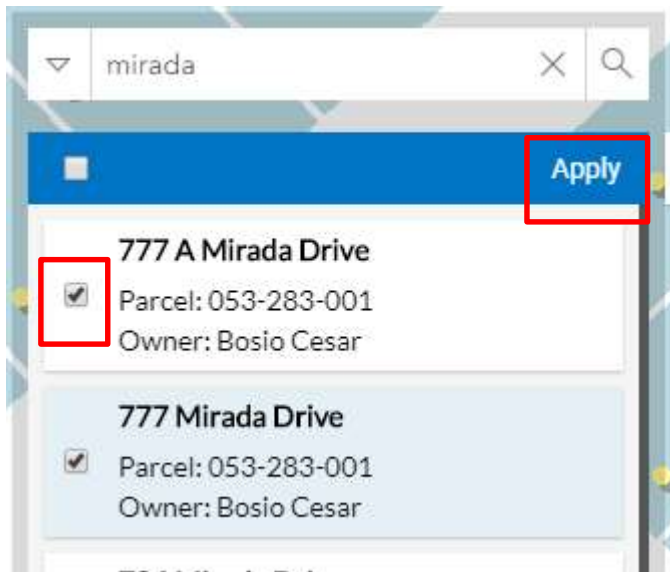 mirada
Apply
777 A Mirada Drive
Parcel: 053-283-001
Owner: Bosio Cesar
777 Mirada Drive
Parcel: 053-283-001
Owner: Bosio Cesar